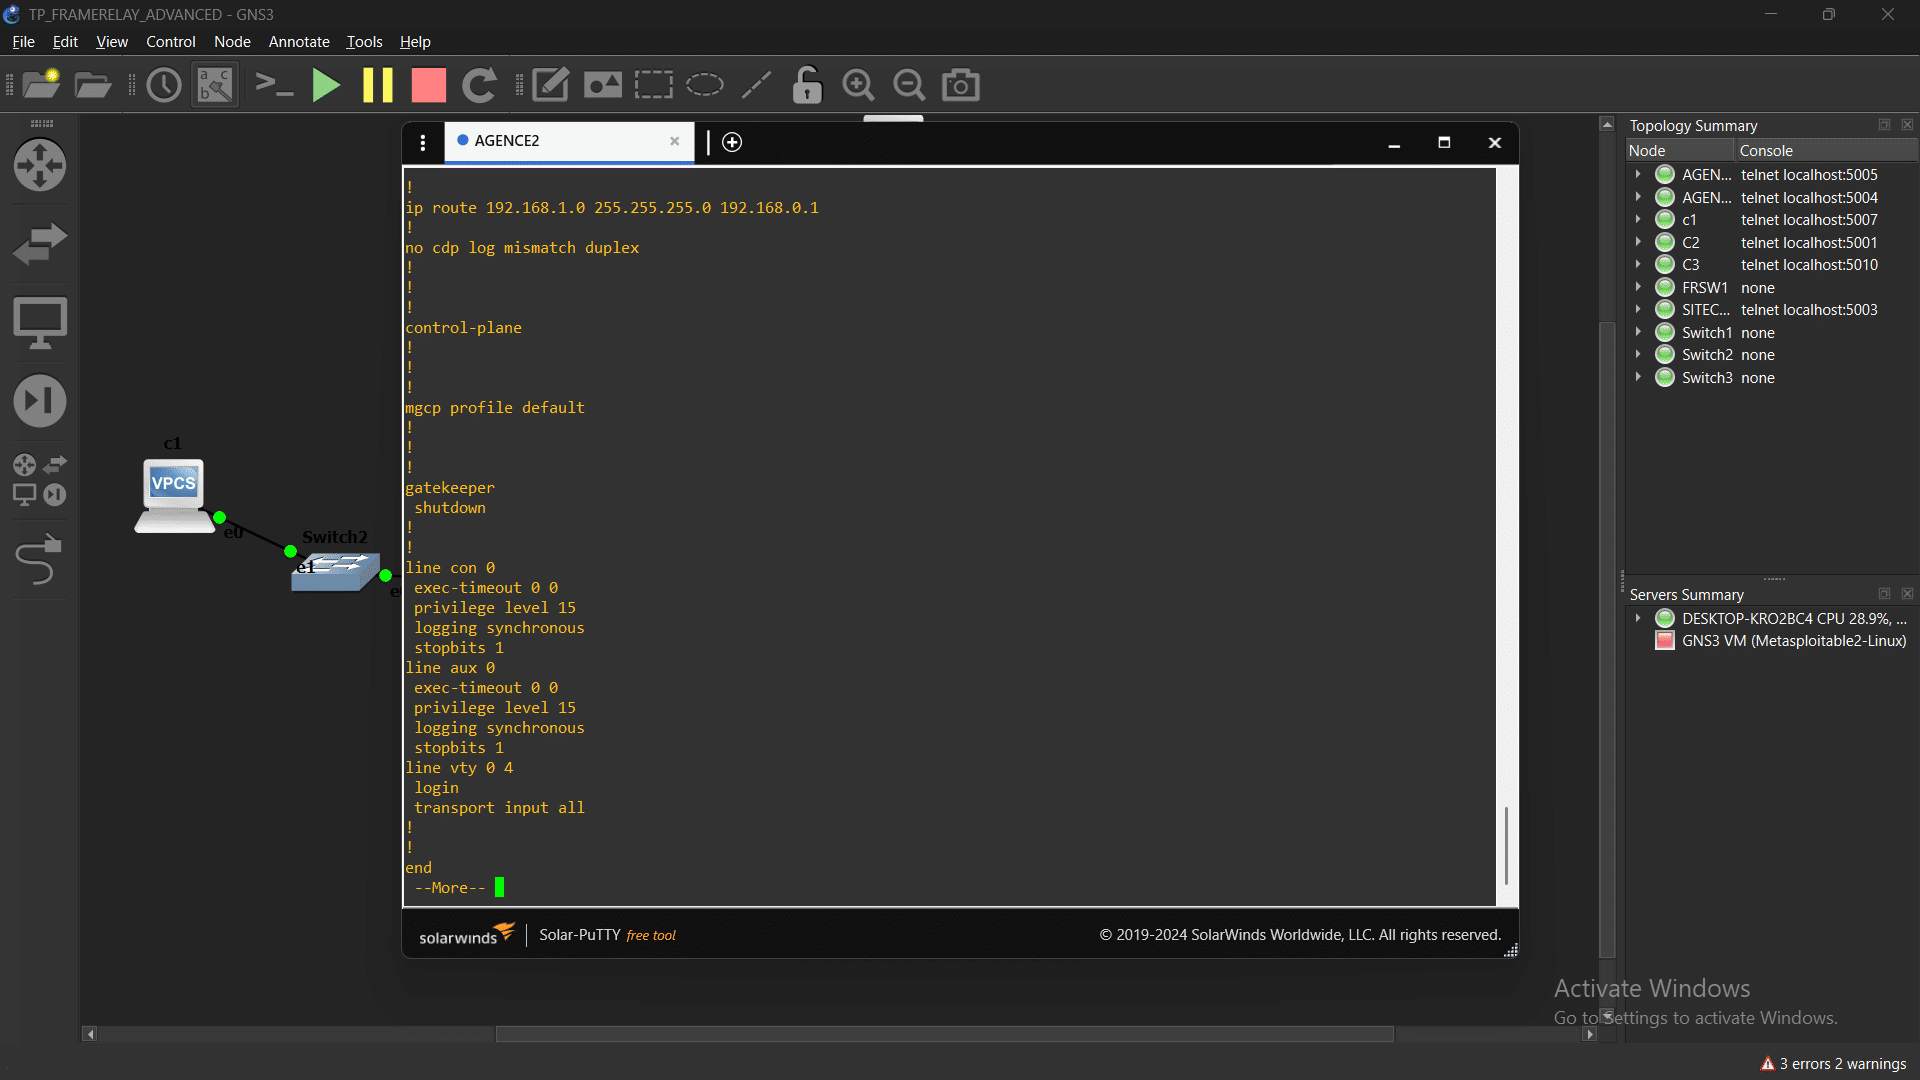 TP_FRAMERELAY_ADVANCED - GNS3
File Edit View Control Node Annotate Tools Help
a c
b
AGENCE2
!
ip route 192.168.1.0 255.255.255.0 192.168.0.1
!
no cdp log mismatch duplex
!
!
!
control-plane
!
!
!
mgcp profile default
!
!
!
gatekeeper
shutdown
!
!
line con 0
exec-timeout 0 0
privilege level 15
logging synchronous
stopbits 1
line aux 0
exec-timeout 0 0
privilege level 15
logging synchronous
stopbits 1
line vty 0 4
login
transport input all
!
!
end
--More--
solarwinds Solar-PuTTY free tool
© 2019-2024 SolarWinds Worldwide, LLC. All rights reserved.
c1
VPCS
e0
Switch2
e1
Topology Summary
Node Console
AGEN... telnet localhost:5005
AGEN... telnet localhost:5004
c1 telnet localhost:5007
C2 telnet localhost:5001
C3 telnet localhost:5010
FRSW1 none
SITEC... telnet localhost:5003
Switch1 none
Switch2 none
Switch3 none
Servers Summary
DESKTOP-KRO2BC4 CPU 28.9%, ...
GNS3 VM (Metasploitable2-Linux)
Activate Windows
Go to Settings to activate Windows.
3 errors 2 warnings